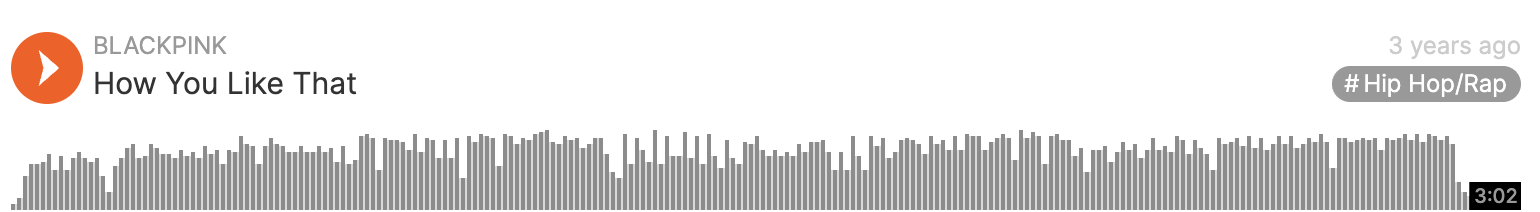 BLACKPINK
3 years ago
How You Like That
# Hip Hop/Rap
3:02